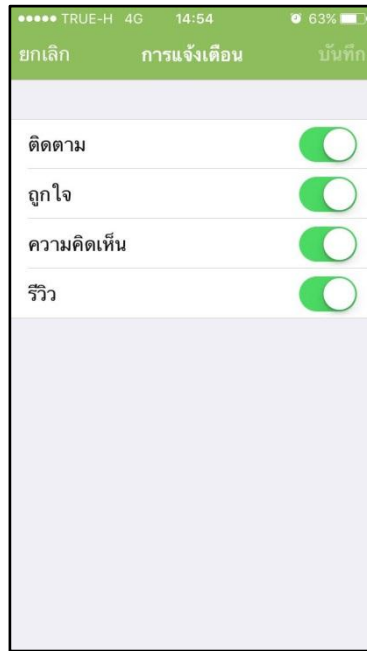 TRUE-H 4G 14:54 63%
ยกเลิก การแจ้งเตือน บันทึก
ติดตาม
ถูกใจ
ความคิดเห็น
รีวิว